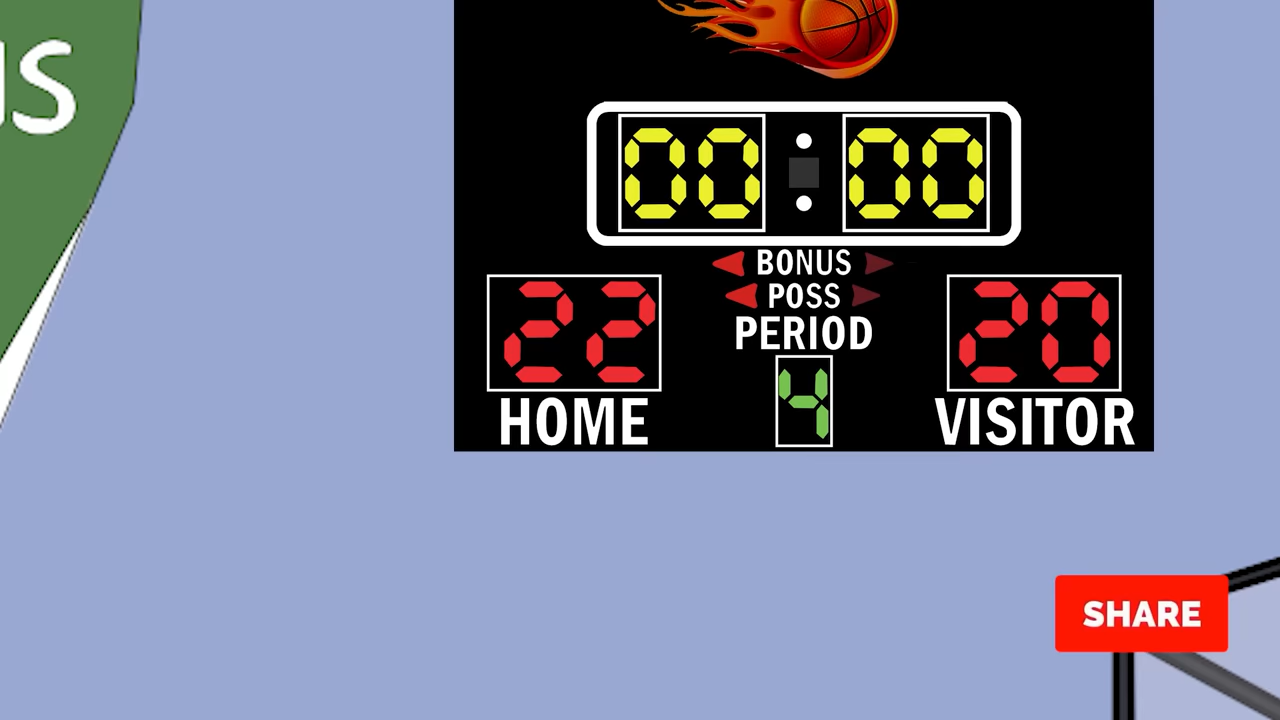 00 : 00
BONUS
POSS
PERIOD
22
4
20
HOME
VISITOR
SHARE